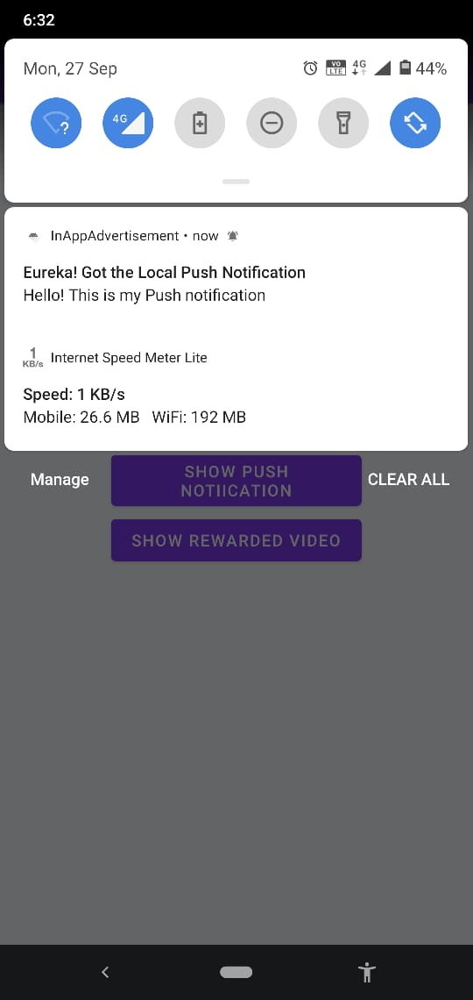 6:32
Mon, 27 Sep
VO
LTE
4G
44%
?
4G
InAppAdvertisement • now
Eureka! Got the Local Push Notification
Hello! This is my Push notification
1
KB/s
Internet Speed Meter Lite
Speed: 1 KB/s
Mobile: 26.6 MB WiFi: 192 MB
Manage
SHOW PUSH
NOTIICATION
CLEAR ALL
SHOW REWARDED VIDEO